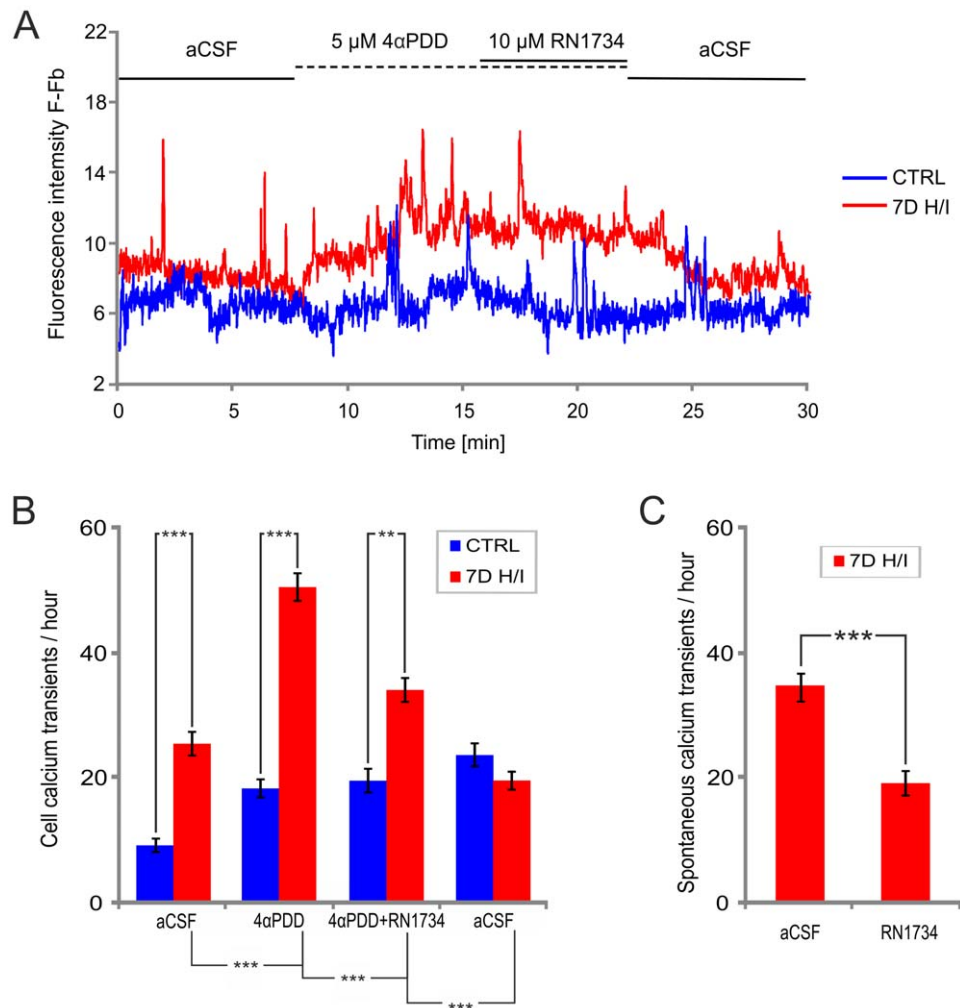 A
22
18
14
10
6
2
Fluorescence intemsity F-Fb
aCSF
5 µM 4αPDD
10 µM RN1734
aCSF
CTRL
7D H/I
0 5 10 15 20 25 30
Time [min]
B
60
40
20
0
Cell calcium transients / hour
*** *** **
CTRL
7D H/I
aCSF 4αPDD 4αPDD+RN1734 aCSF
***
***
***
C
60
40
20
0
Spontaneous calcium transients / hour
7D H/I
***
aCSF RN1734